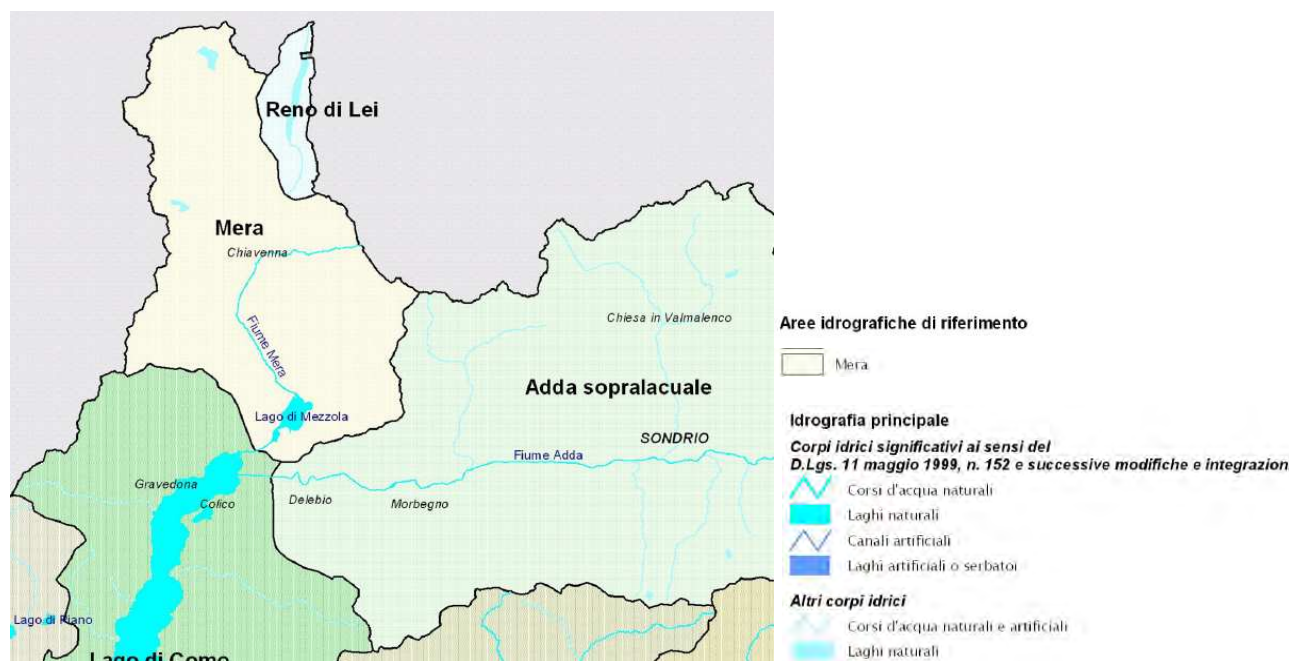 Reno di Lei
Mera
Chiavenna
Fiume Mera
Chiesa in Valmalenco
Adda sopralacuale
Lago di Mezzola
SONDRIO
Fiume Adda
Gravedona
Colico
Delebio
Morbegno
Lago di Piano
Lago di Como
Aree idrografiche di riferimento
Mera
Idrografia principale
Corpi idrici significativi ai sensi del
D.Lgs. 11 maggio 1999, n. 152 e successive modifiche e integrazion
Corsi d'acqua naturali
Laghi naturali
Canali artificiali
Laghi artificiali o serbatoi
Altri corpi idrici
Corsi d'acqua naturali e artificiali
Laghi naturali